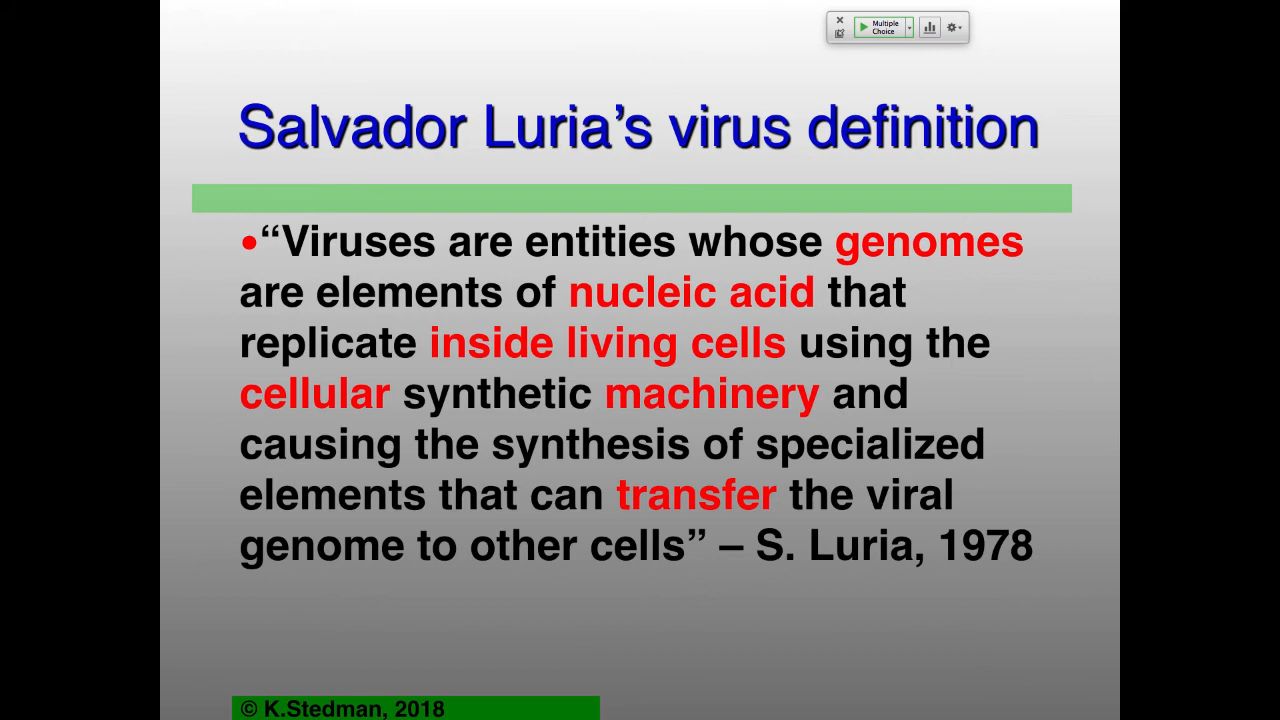 Multiple
Choice
Salvador Luria’s virus definition
•“Viruses are entities whose genomes
are elements of nucleic acid that
replicate inside living cells using the
cellular synthetic machinery and
causing the synthesis of specialized
elements that can transfer the viral
genome to other cells” – S. Luria, 1978
© K.Stedman, 2018